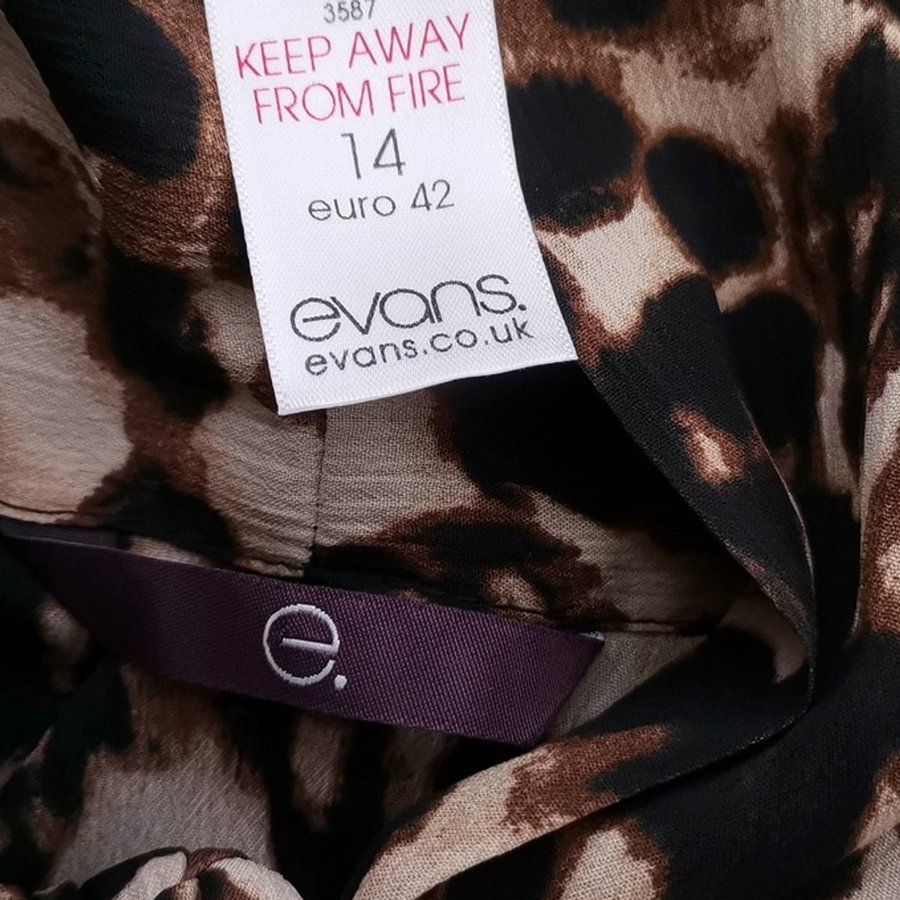 3587
KEEP AWAY
FROM FIRE
14
euro 42
evans.
evans.co.uk
e.